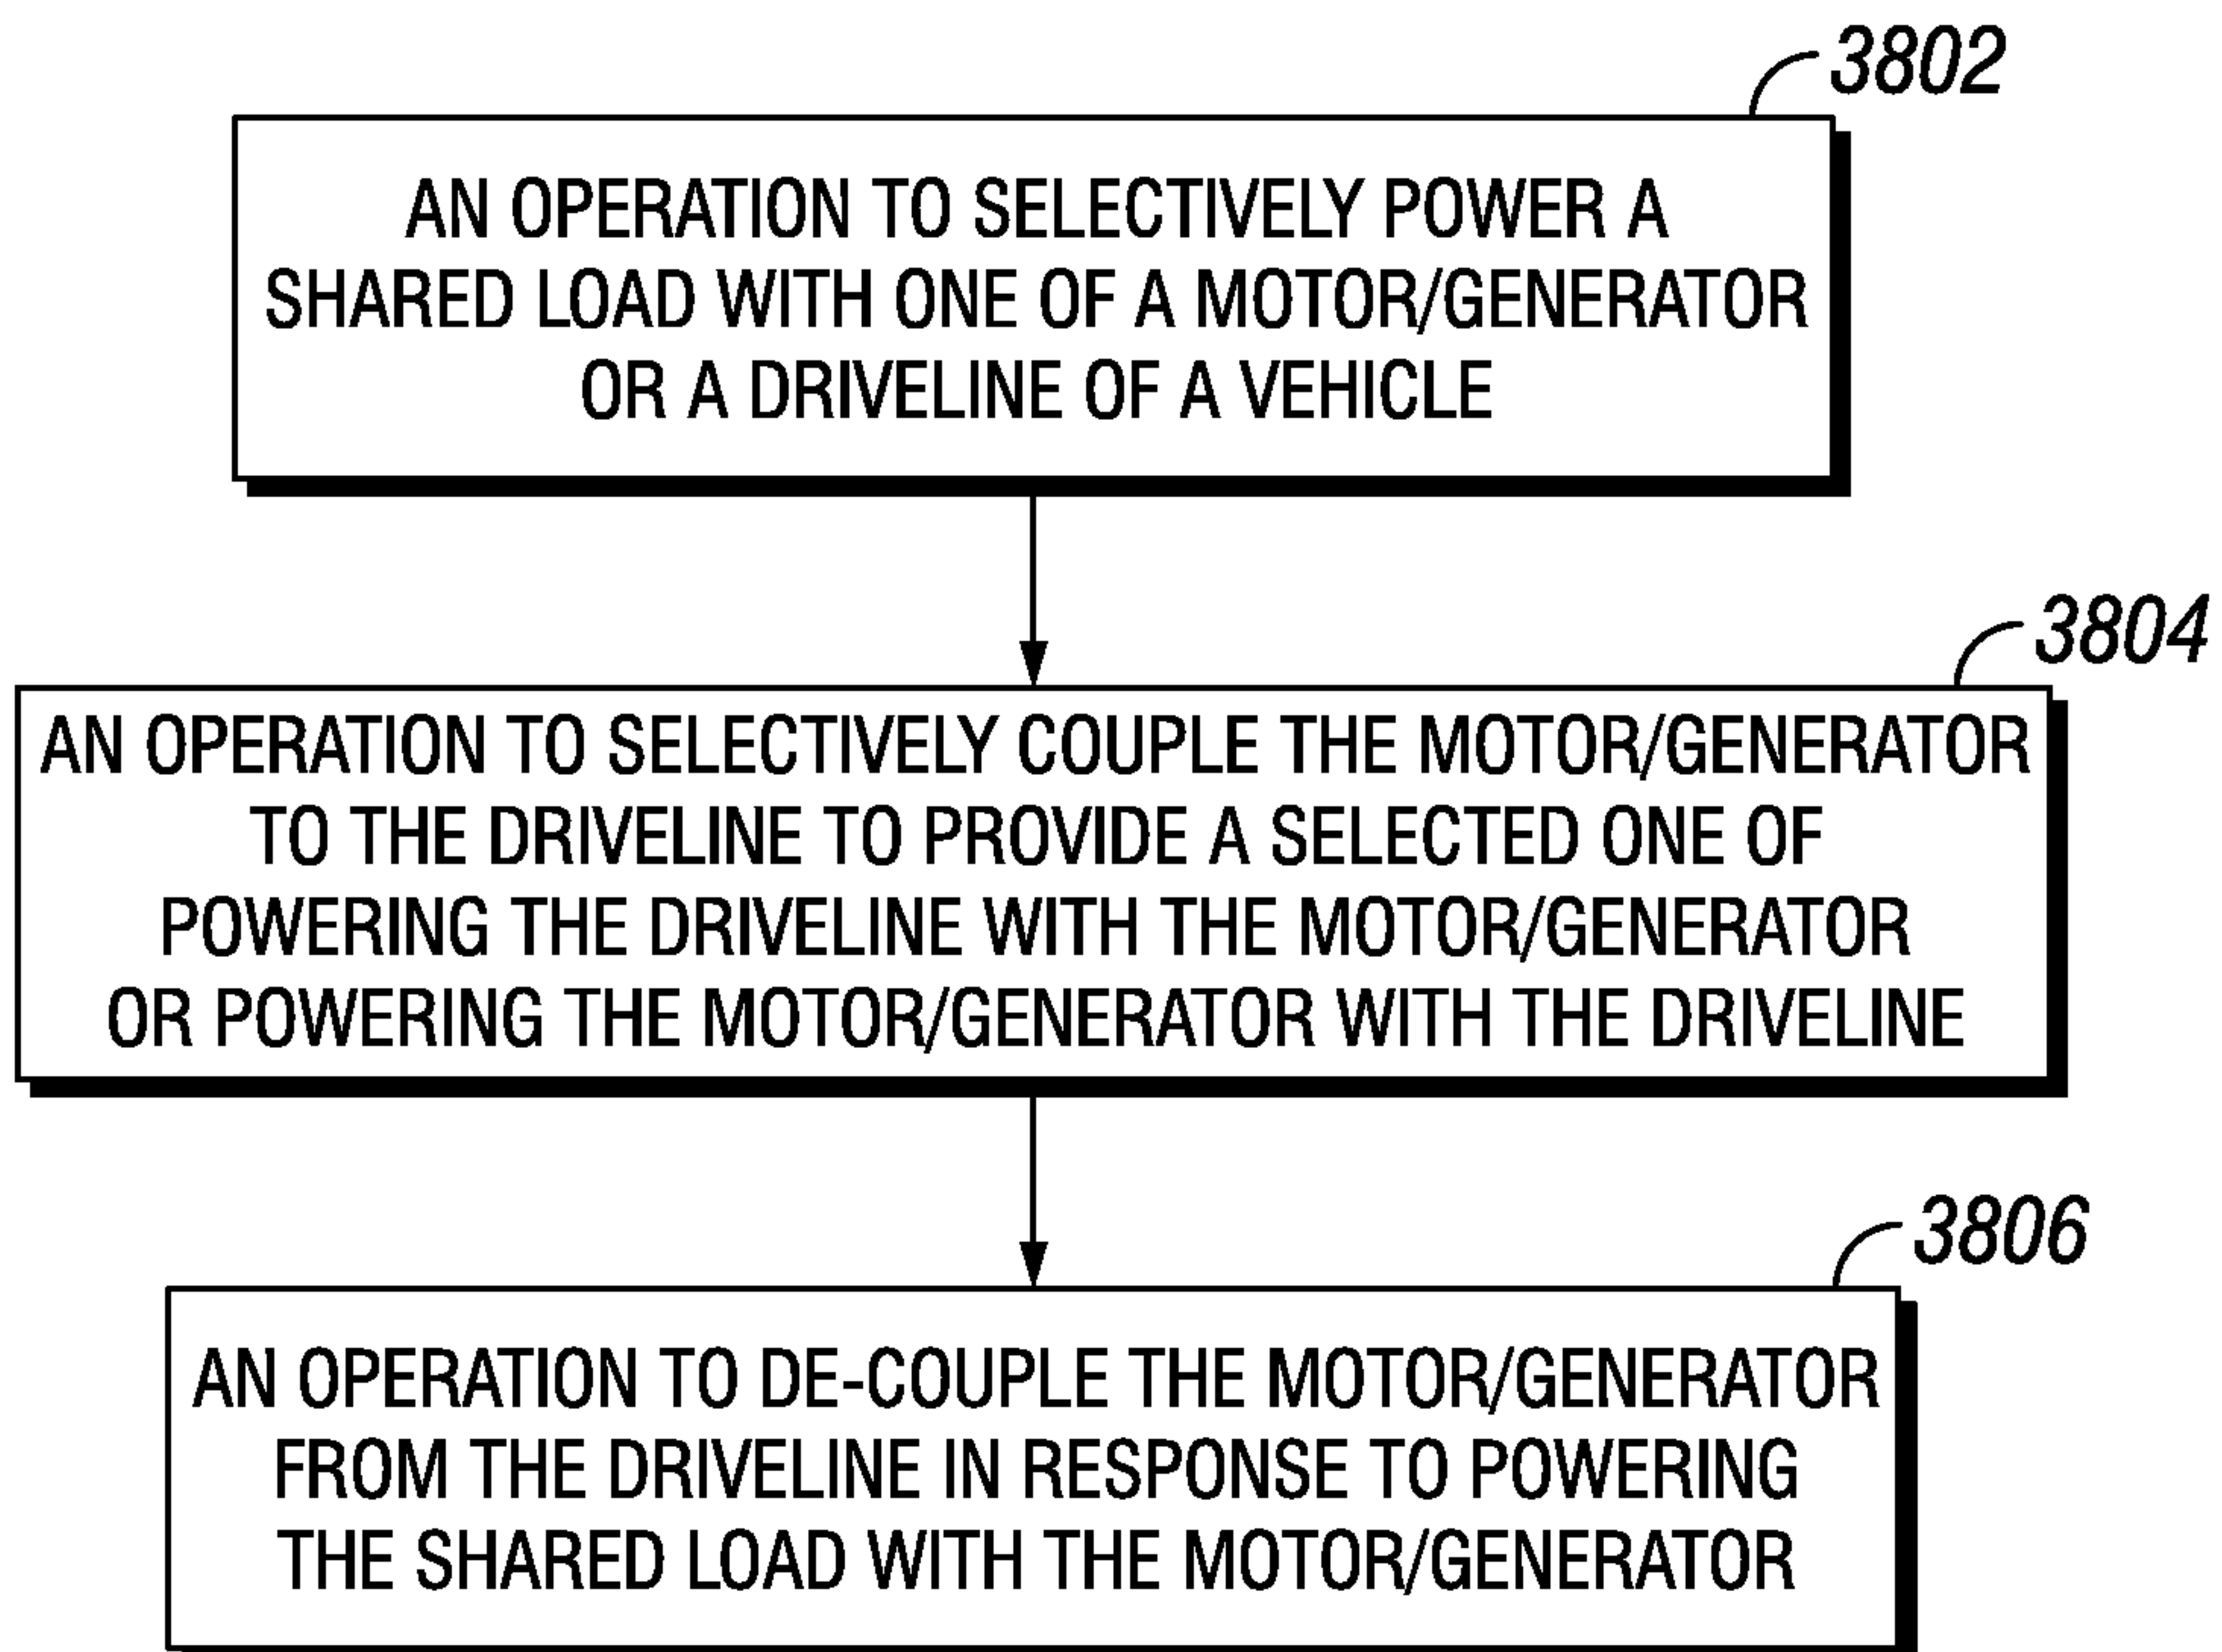 3802
AN OPERATION TO SELECTIVELY POWER A
SHARED LOAD WITH ONE OF A MOTOR/GENERATOR
OR A DRIVELINE OF A VEHICLE
3804
AN OPERATION TO SELECTIVELY COUPLE THE MOTOR/GENERATOR
TO THE DRIVELINE TO PROVIDE A SELECTED ONE OF
POWERING THE DRIVELINE WITH THE MOTOR/GENERATOR
OR POWERING THE MOTOR/GENERATOR WITH THE DRIVELINE
3806
AN OPERATION TO DE-COUPLE THE MOTOR/GENERATOR
FROM THE DRIVELINE IN RESPONSE TO POWERING
THE SHARED LOAD WITH THE MOTOR/GENERATOR